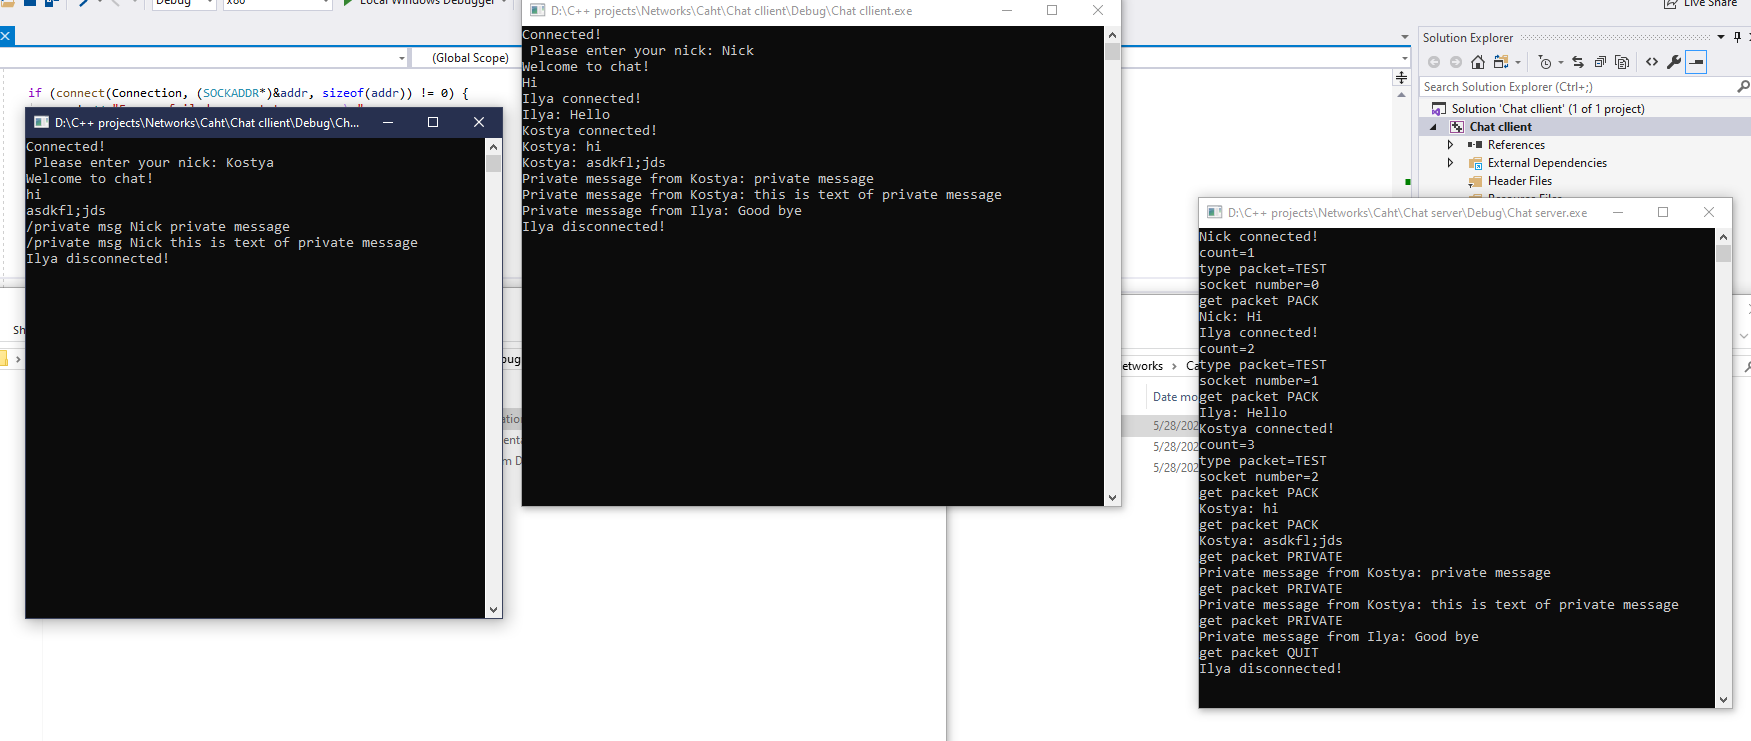 Debug
x86
Local Windows Debugger
Live Share
D:\C++ projects\Networks\Caht\Chat cllient\Debug\Chat cllient.exe
Connected!
Please enter your nick: Nick
Welcome to chat!
Hi
Ilya connected!
Ilya: Hello
Kostya connected!
Kostya: hi
Kostya: asdkfl;jds
Private message from Kostya: private message
Private message from Kostya: this is text of private message
Private message from Ilya: Good bye
Ilya disconnected!
(Global Scope)
if (connect(Connection, (SOCKADDR*)&addr, sizeof(addr)) != 0) {
D:\C++ projects\Networks\Caht\Chat cllient\Debug\Ch...
Connected!
Please enter your nick: Kostya
Welcome to chat!
hi
asdkfl;jds
/private msg Nick private message
/private msg Nick this is text of private message
Ilya disconnected!
Solution Explorer
Search Solution Explorer (Ctrl+;)
Solution 'Chat cllient' (1 of 1 project)
Chat cllient
References
External Dependencies
Header Files
D:\C++ projects\Networks\Caht\Chat server\Debug\Chat server.exe
Nick connected!
count=1
type packet=TEST
socket number=0
get packet PACK
Nick: Hi
Ilya connected!
count=2
type packet=TEST
socket number=1
get packet PACK
Ilya: Hello
Kostya connected!
count=3
type packet=TEST
socket number=2
get packet PACK
Kostya: hi
get packet PACK
Kostya: asdkfl;jds
get packet PRIVATE
Private message from Kostya: private message
get packet PRIVATE
Private message from Kostya: this is text of private message
get packet PRIVATE
Private message from Ilya: Good bye
get packet QUIT
Ilya disconnected!
Sh
bug
etworks > Ca
Date mo
5/28/202
5/28/202
5/28/202